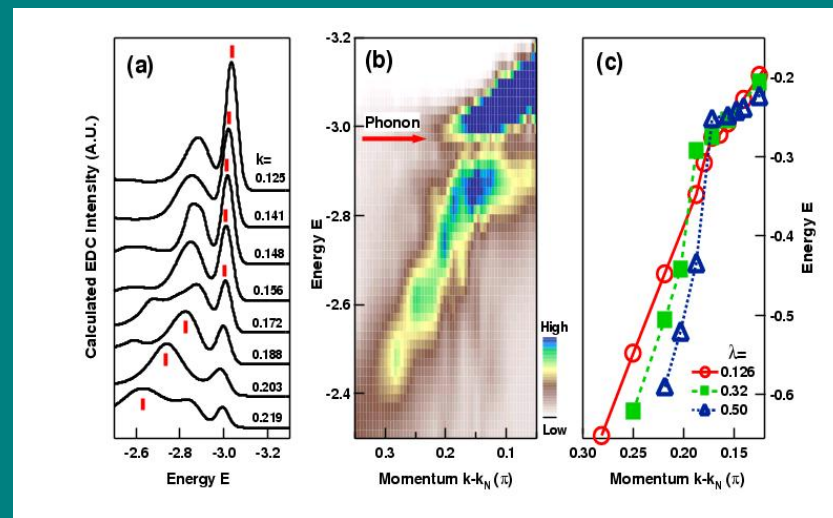 (a)
k=
0.125
0.141
0.148
0.156
0.172
0.188
0.203
0.219
Calculated EDC Intensity (A.U.)
-2.6 -2.8 -3.0 -3.2
Energy E
(b)
Phonon
-3.2
-3.0
-2.8
-2.6
-2.4
Energy E
0.3 0.2 0.1
Momentum k-kN (π)
High
Low
(c)
-0.2
-0.3
-0.4
-0.5
-0.6
Energy E
λ=
0.126
0.32
0.50
0.30 0.25 0.20 0.15
Momentum k-kN (π)